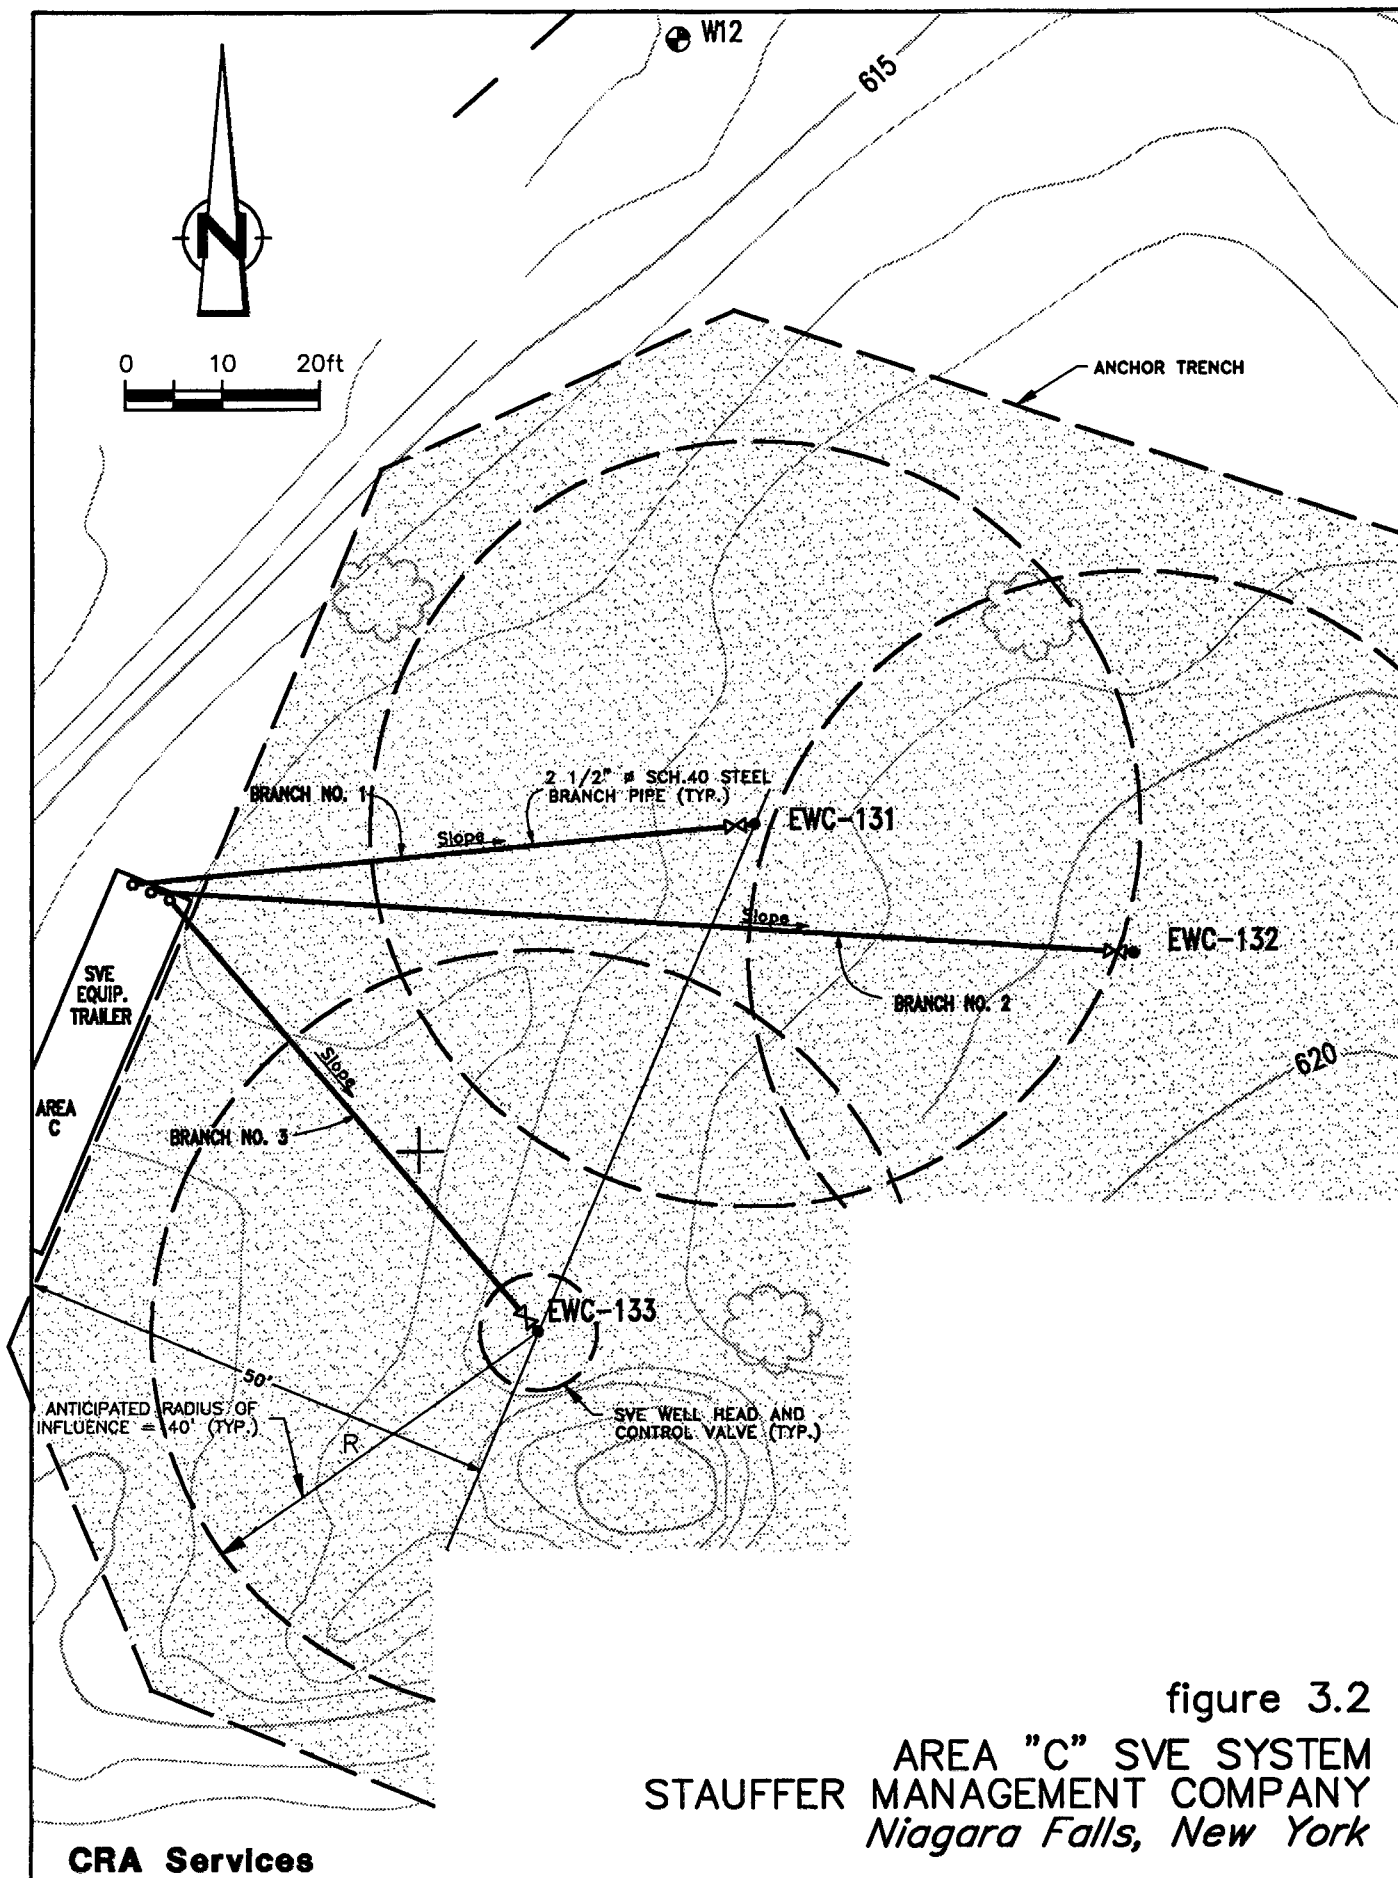 W12
615
N
0 10 20ft
ANCHOR TRENCH
2 1/2" ø SCH.40 STEEL
BRANCH PIPE (TYP.)
BRANCH NO. 1
Slope
EWC-131
Slope
EWC-132
BRANCH NO. 2
SVE
EQUIP.
TRAILER
AREA
C
Slope
BRANCH NO. 3
620
EWC-133
50'
ANTICIPATED RADIUS OF
INFLUENCE = 40' (TYP.)
R
SVE WELL HEAD AND
CONTROL VALVE (TYP.)
figure 3.2
AREA "C" SVE SYSTEM
STAUFFER MANAGEMENT COMPANY
Niagara Falls, New York
CRA Services